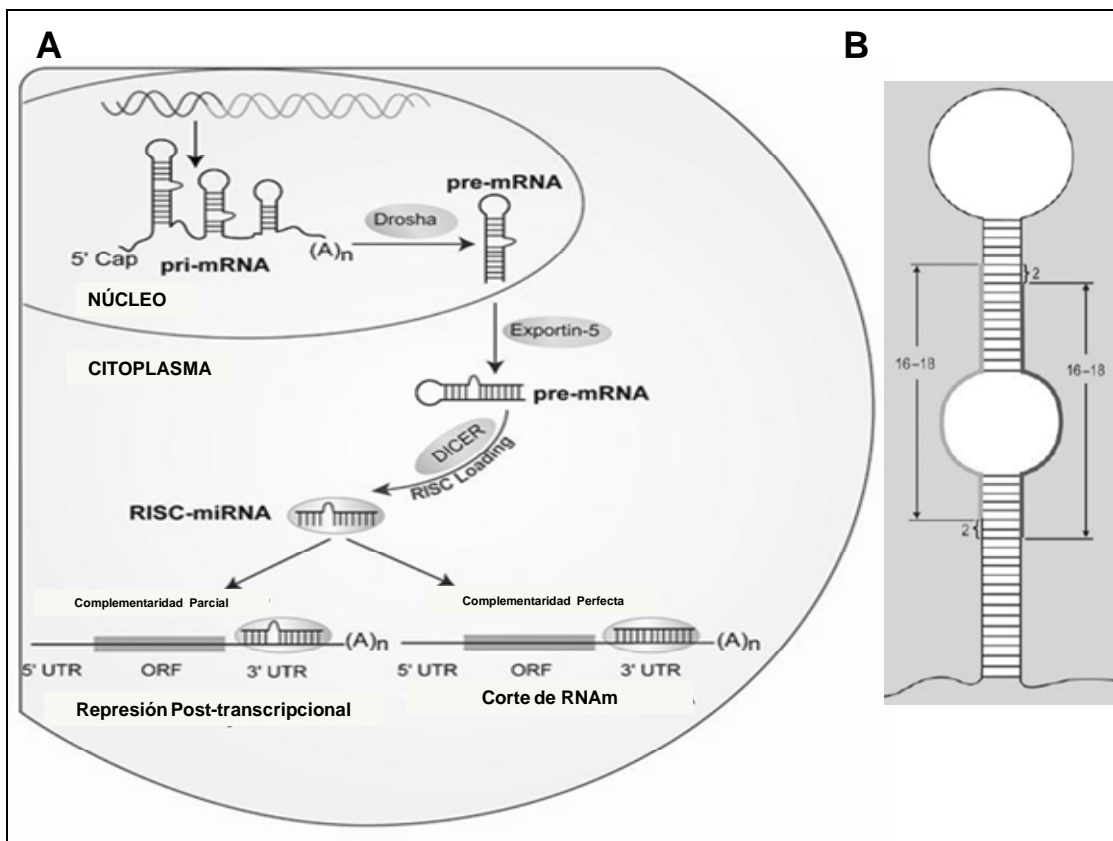 A
B
pre-mRNA
Drosha
5' Cap
pri-mRNA
(A)n
NÚCLEO
Exportin-5
CITOPLASMA
pre-mRNA
DICER
RISC Loading
RISC-miRNA
Complementaridad Parcial
Complementaridad Perfecta
(A)n
(A)n
5' UTR
ORF
3' UTR
5' UTR
ORF
3' UTR
Represión Post-transcripcional
Corte de RNAm
2
16–18
16–18
2